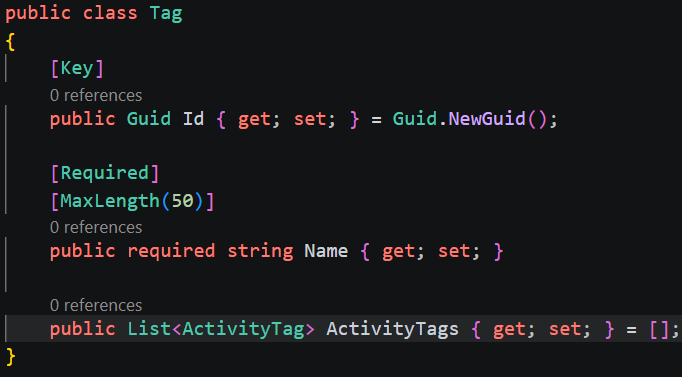 public class Tag
{
[Key]
0 references
public Guid Id { get; set; } = Guid.NewGuid();
[Required]
[MaxLength(50)]
0 references
public required string Name { get; set; }
0 references
public List<ActivityTag> ActivityTags { get; set; } = [];
}